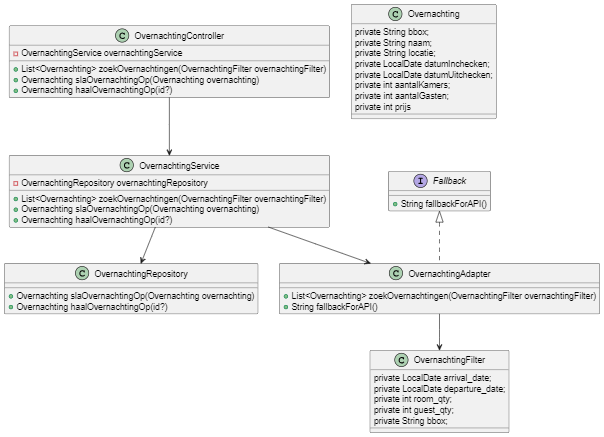 C OvernachtingController
OvernachtingService overnachtingService
List<Overnachting> zoekOvernachtingen(OvernachtingFilter overnachtingFilter)
Overnachting slaOvernachtingOp(Overnachting overnachting)
Overnachting haalOvernachtingOp(id?)
C Overnachting
private String bbox;
private String naam;
private String locatie;
private LocalDate datumInchecken;
private LocalDate datumUitchecken;
private int aantalKamers;
private int aantalGasten;
private int prijs
C OvernachtingService
OvernachtingRepository overnachtingRepository
List<Overnachting> zoekOvernachtingen(OvernachtingFilter overnachtingFilter)
Overnachting slaOvernachtingOp(Overnachting overnachting)
Overnachting haalOvernachtingOp(id?)
I Fallback
String fallbackForAPI()
C OvernachtingRepository
Overnachting slaOvernachtingOp(Overnachting overnachting)
Overnachting haalOvernachtingOp(id?)
C OvernachtingAdapter
List<Overnachting> zoekOvernachtingen(OvernachtingFilter overnachtingFilter)
String fallbackForAPI()
C OvernachtingFilter
private LocalDate arrival_date;
private LocalDate departure_date;
private int room_qty;
private int guest_qty;
private String bbox;